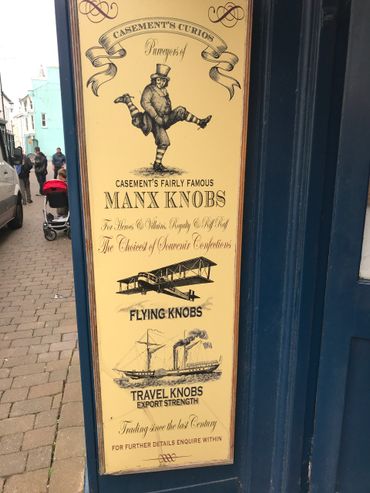 CASEMENT'S CURIOS
Purveyors of
CASEMENT'S FAIRLY FAMOUS
MANX KNOBS
For Heroes & Villains, Royalty & Riff Raff
The Choicest of Souvenir Confections
FLYING KNOBS
TRAVEL KNOBS
EXPORT STRENGTH
Trading since the last Century
FOR FURTHER DETAILS ENQUIRE WITHIN